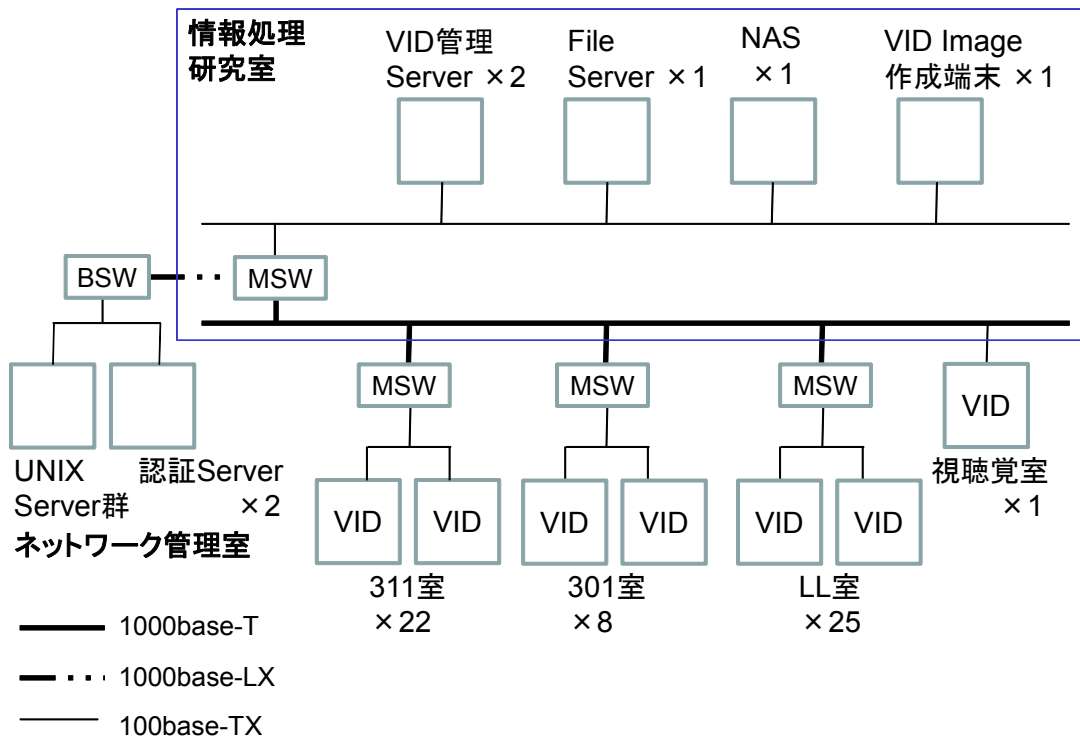 情報処理
研究室
VID管理
Server ×2
File
Server ×1
NAS
×1
VID Image
作成端末 ×1
BSW
MSW
MSW
MSW
MSW
VID
UNIX
Server群
認証Server
×2
ネットワーク管理室
VID
VID
VID
VID
VID
VID
視聴覚室
×1
311室
×22
301室
×8
LL室
×25
1000base-T
1000base-LX
100base-TX